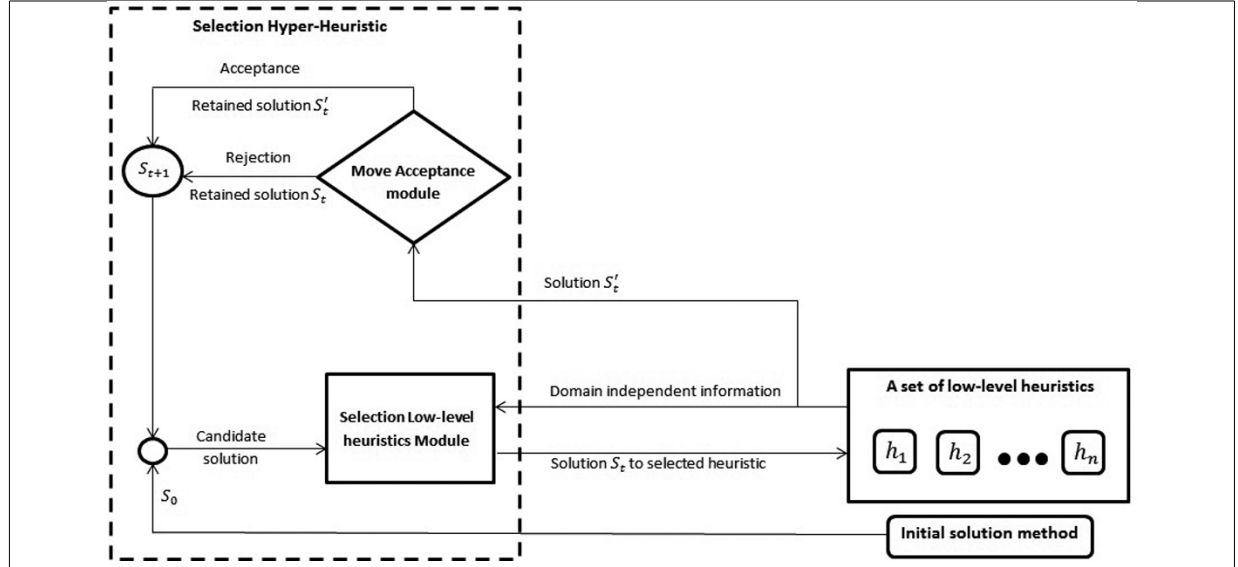 Selection Hyper-Heuristic
Acceptance
Retained solution S′ₜ
Sₜ₊₁
Rejection
Retained solution Sₜ
Move Acceptance
module
Solution S′ₜ
Domain independent information
A set of low-level heuristics
Selection Low-level
heuristics Module
Candidate
solution
h₁ h₂ ●●● hₙ
Solution Sₜ to selected heuristic
S₀
Initial solution method